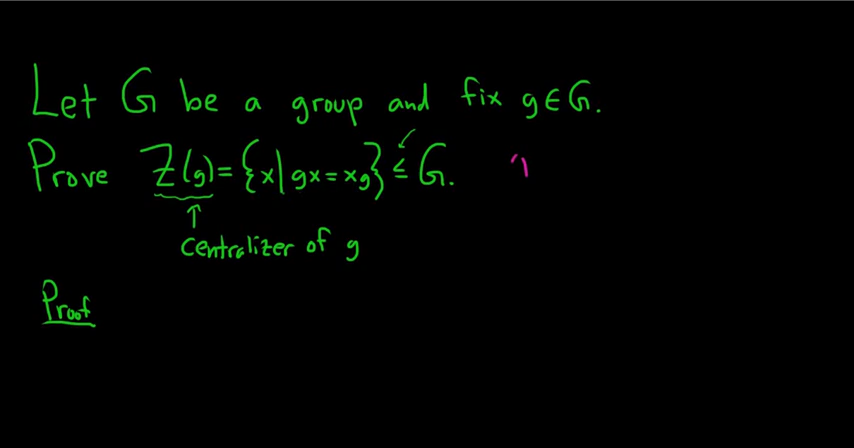 Let G be a group and fix g∈G.
Prove Z(g)={x|gx=xg}≤G.
↑
centralizer of g
Proof